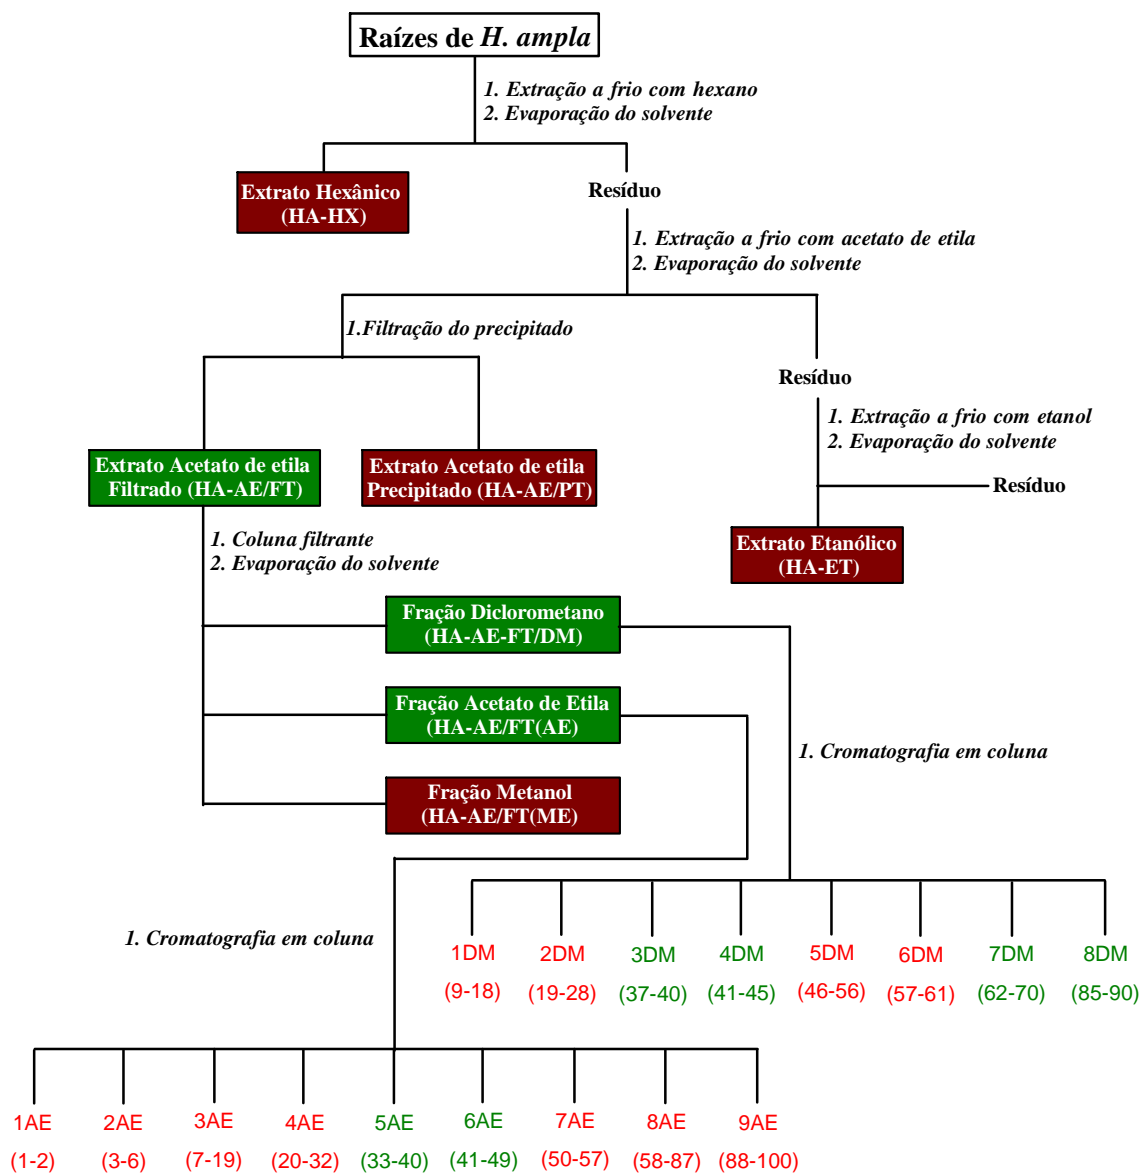 Raízes de H. ampla
1. Extração a frio com hexano
2. Evaporação do solvente
Extrato Hexânico
(HA-HX)
Resíduo
1. Extração a frio com acetato de etila
2. Evaporação do solvente
1.Filtração do precipitado
Resíduo
1. Extração a frio com etanol
2. Evaporação do solvente
Extrato Acetato de etila
Filtrado (HA-AE/FT)
Extrato Acetato de etila
Precipitado (HA-AE/PT)
Resíduo
Extrato Etanólico
(HA-ET)
1. Coluna filtrante
2. Evaporação do solvente
Fração Diclorometano
(HA-AE-FT/DM)
Fração Acetato de Etila
(HA-AE/FT(AE)
1. Cromatografia em coluna
Fração Metanol
(HA-AE/FT(ME)
1. Cromatografia em coluna
1DM 2DM 3DM 4DM 5DM 6DM 7DM 8DM
(9-18) (19-28) (37-40) (41-45) (46-56) (57-61) (62-70) (85-90)
1AE 2AE 3AE 4AE 5AE 6AE 7AE 8AE 9AE
(1-2) (3-6) (7-19) (20-32) (33-40) (41-49) (50-57) (58-87) (88-100)